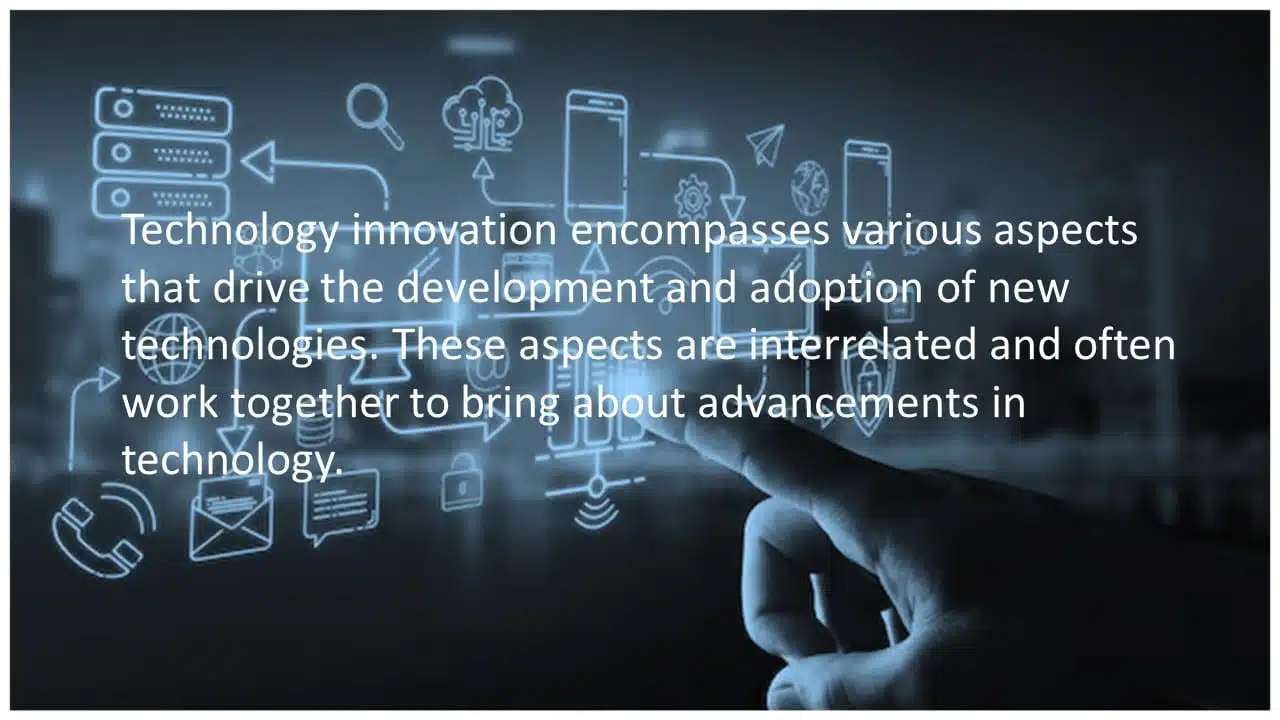 Technology innovation encompasses various aspects
that drive the development and adoption of new
technologies. These aspects are interrelated and often
work together to bring about advancements in
technology.